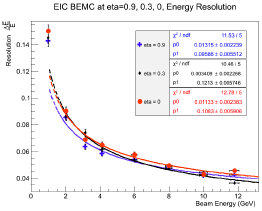 EIC BEMC at eta=0.9, 0.3, 0, Energy Resolution
Resolution ΔE/E
0.14
0.12
0.1
0.08
0.06
0.04
0
2
4
6
8
10
12
Beam Energy (GeV)
eta = 0.9
eta = 0.3
eta = 0
χ² / ndf 11.53 / 5
p0 0.01315 ± 0.002239
p1 0.09586 ± 0.005512
χ² / ndf 10.46 / 5
p0 0.003409 ± 0.002266
p1 0.1213 ± 0.005746
χ² / ndf 12.78 / 5
p0 0.01133 ± 0.002383
p1 0.1083 ± 0.005906